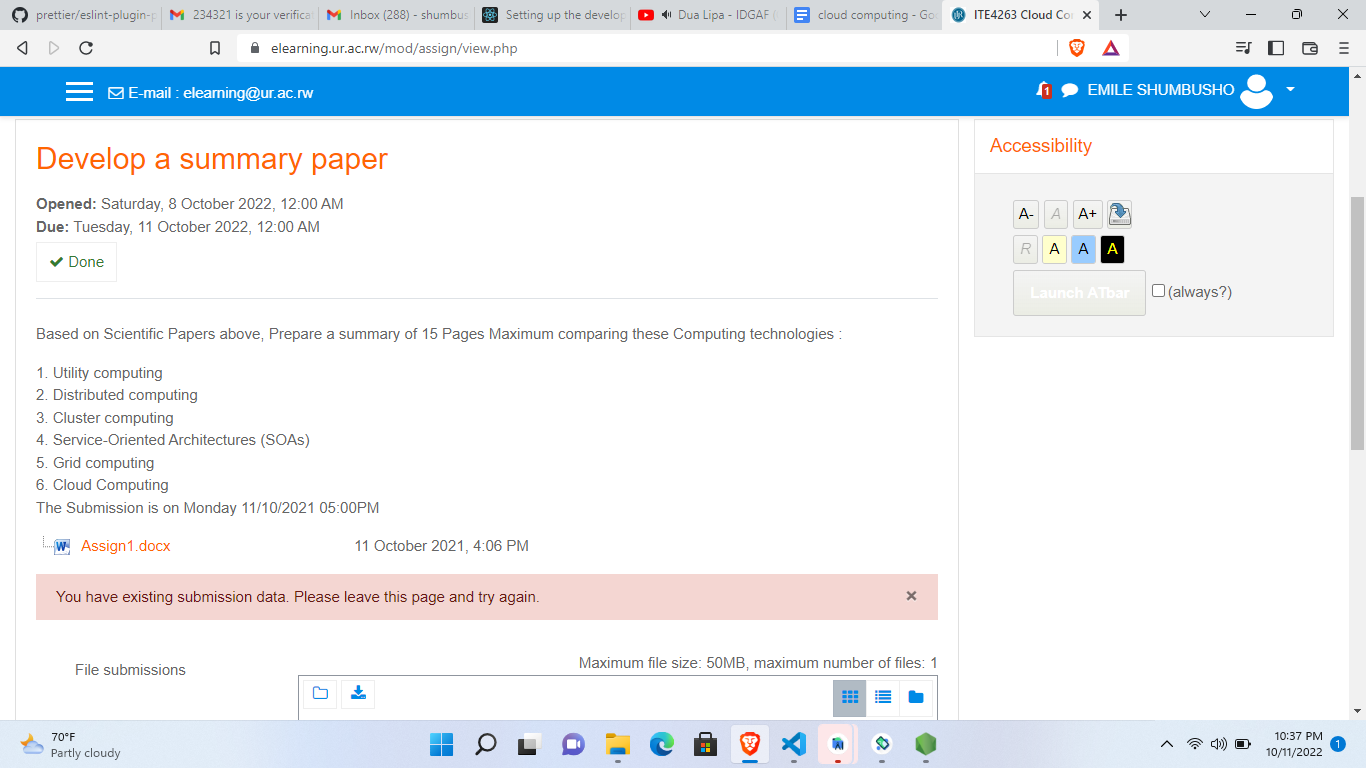 prettier/eslint-plugin-p
234321 is your verifica
Inbox (288) - shumbus
Setting up the develop
Dua Lipa - IDGAF (
cloud computing - Go
ITE4263 Cloud Co
elearning.ur.ac.rw/mod/assign/view.php
E-mail : elearning@ur.ac.rw
1
EMILE SHUMBUSHO
Develop a summary paper
Opened: Saturday, 8 October 2022, 12:00 AM
Due: Tuesday, 11 October 2022, 12:00 AM
Done
Based on Scientific Papers above, Prepare a summary of 15 Pages Maximum comparing these Computing technologies :
1. Utility computing
2. Distributed computing
3. Cluster computing
4. Service-Oriented Architectures (SOAs)
5. Grid computing
6. Cloud Computing
The Submission is on Monday 11/10/2021 05:00PM
Assign1.docx 11 October 2021, 4:06 PM
You have existing submission data. Please leave this page and try again.
File submissions
Maximum file size: 50MB, maximum number of files: 1
Accessibility
A- A A+
R A A A
Launch ATbar (always?)
70°F
Partly cloudy
10:37 PM
10/11/2022
1